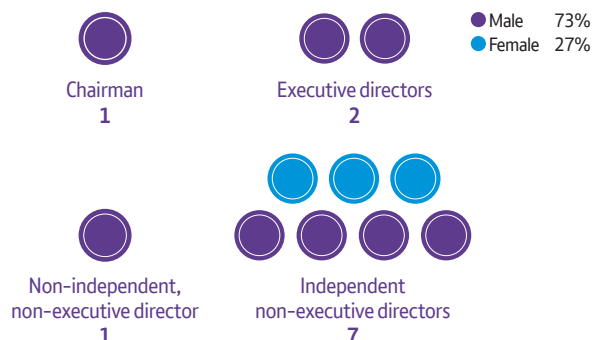 Male 73%
Female 27%
Chairman
1
Executive directors
2
Non-independent,
non-executive director
1
Independent
non-executive directors
7